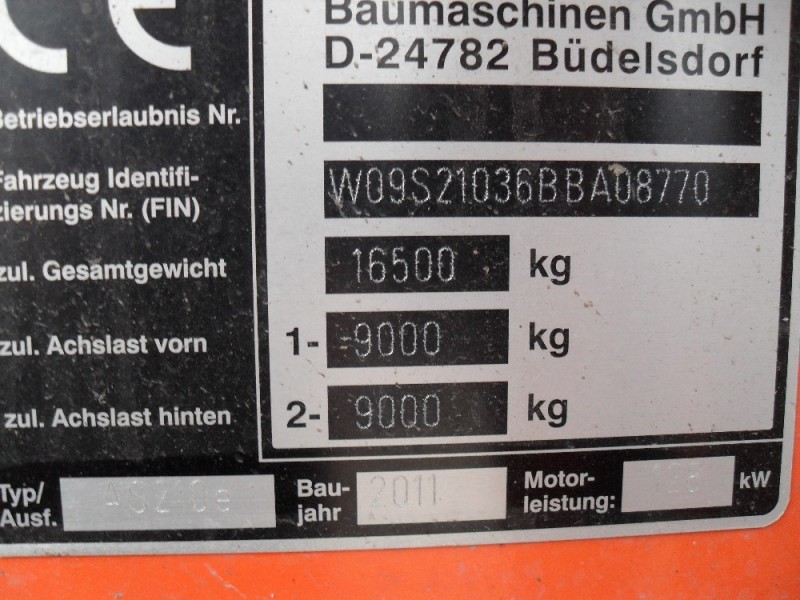 CE
Baumaschinen GmbH
D-24782 Büdelsdorf
Betriebserlaubnis Nr.
Fahrzeug Identifi-
zierungs Nr. (FIN)
W09S21036BBA08770
zul. Gesamtgewicht 16500 kg
zul. Achslast vorn 1- 9000 kg
zul. Achslast hinten 2- 9000 kg
Typ/
Ausf.
Bau-
jahr
2011
Motor-
leistung:
kW